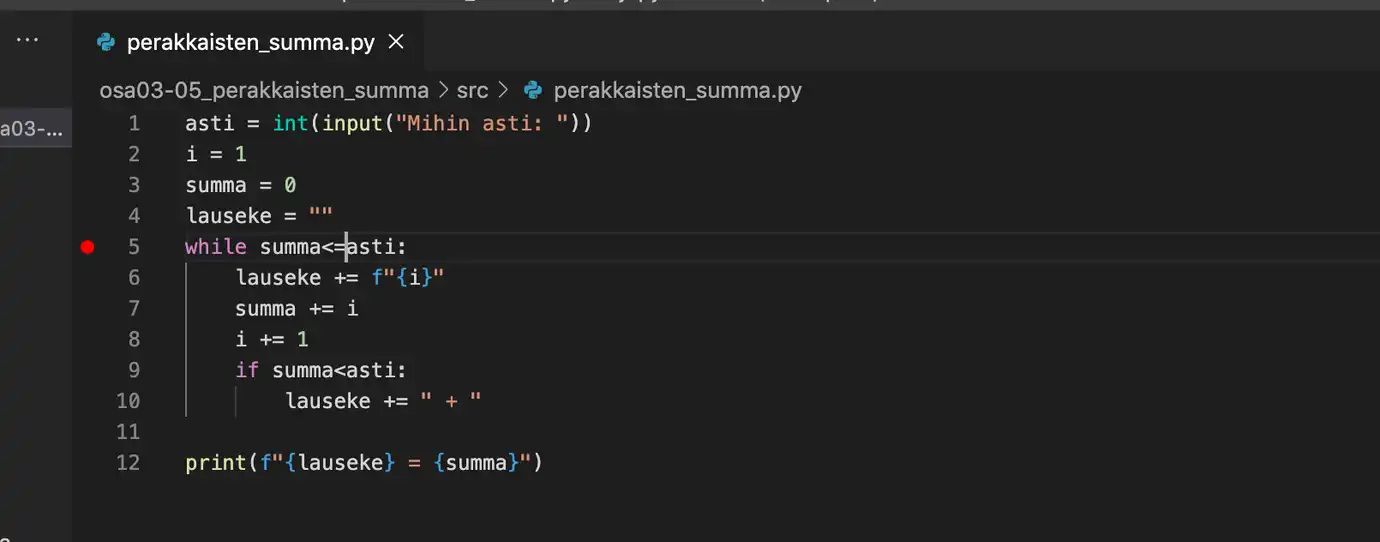 ...
perakkaisten_summa.py
osa03-05_perakkaisten_summa > src > perakkaisten_summa.py
a03-...
1 asti = int(input("Mihin asti: "))
2 i = 1
3 summa = 0
4 lauseke = ""
5 while summa<=asti:
6 lauseke += f"{i}"
7 summa += i
8 i += 1
9 if summa<asti:
10 lauseke += " + "
11
12 print(f"{lauseke} = {summa}")